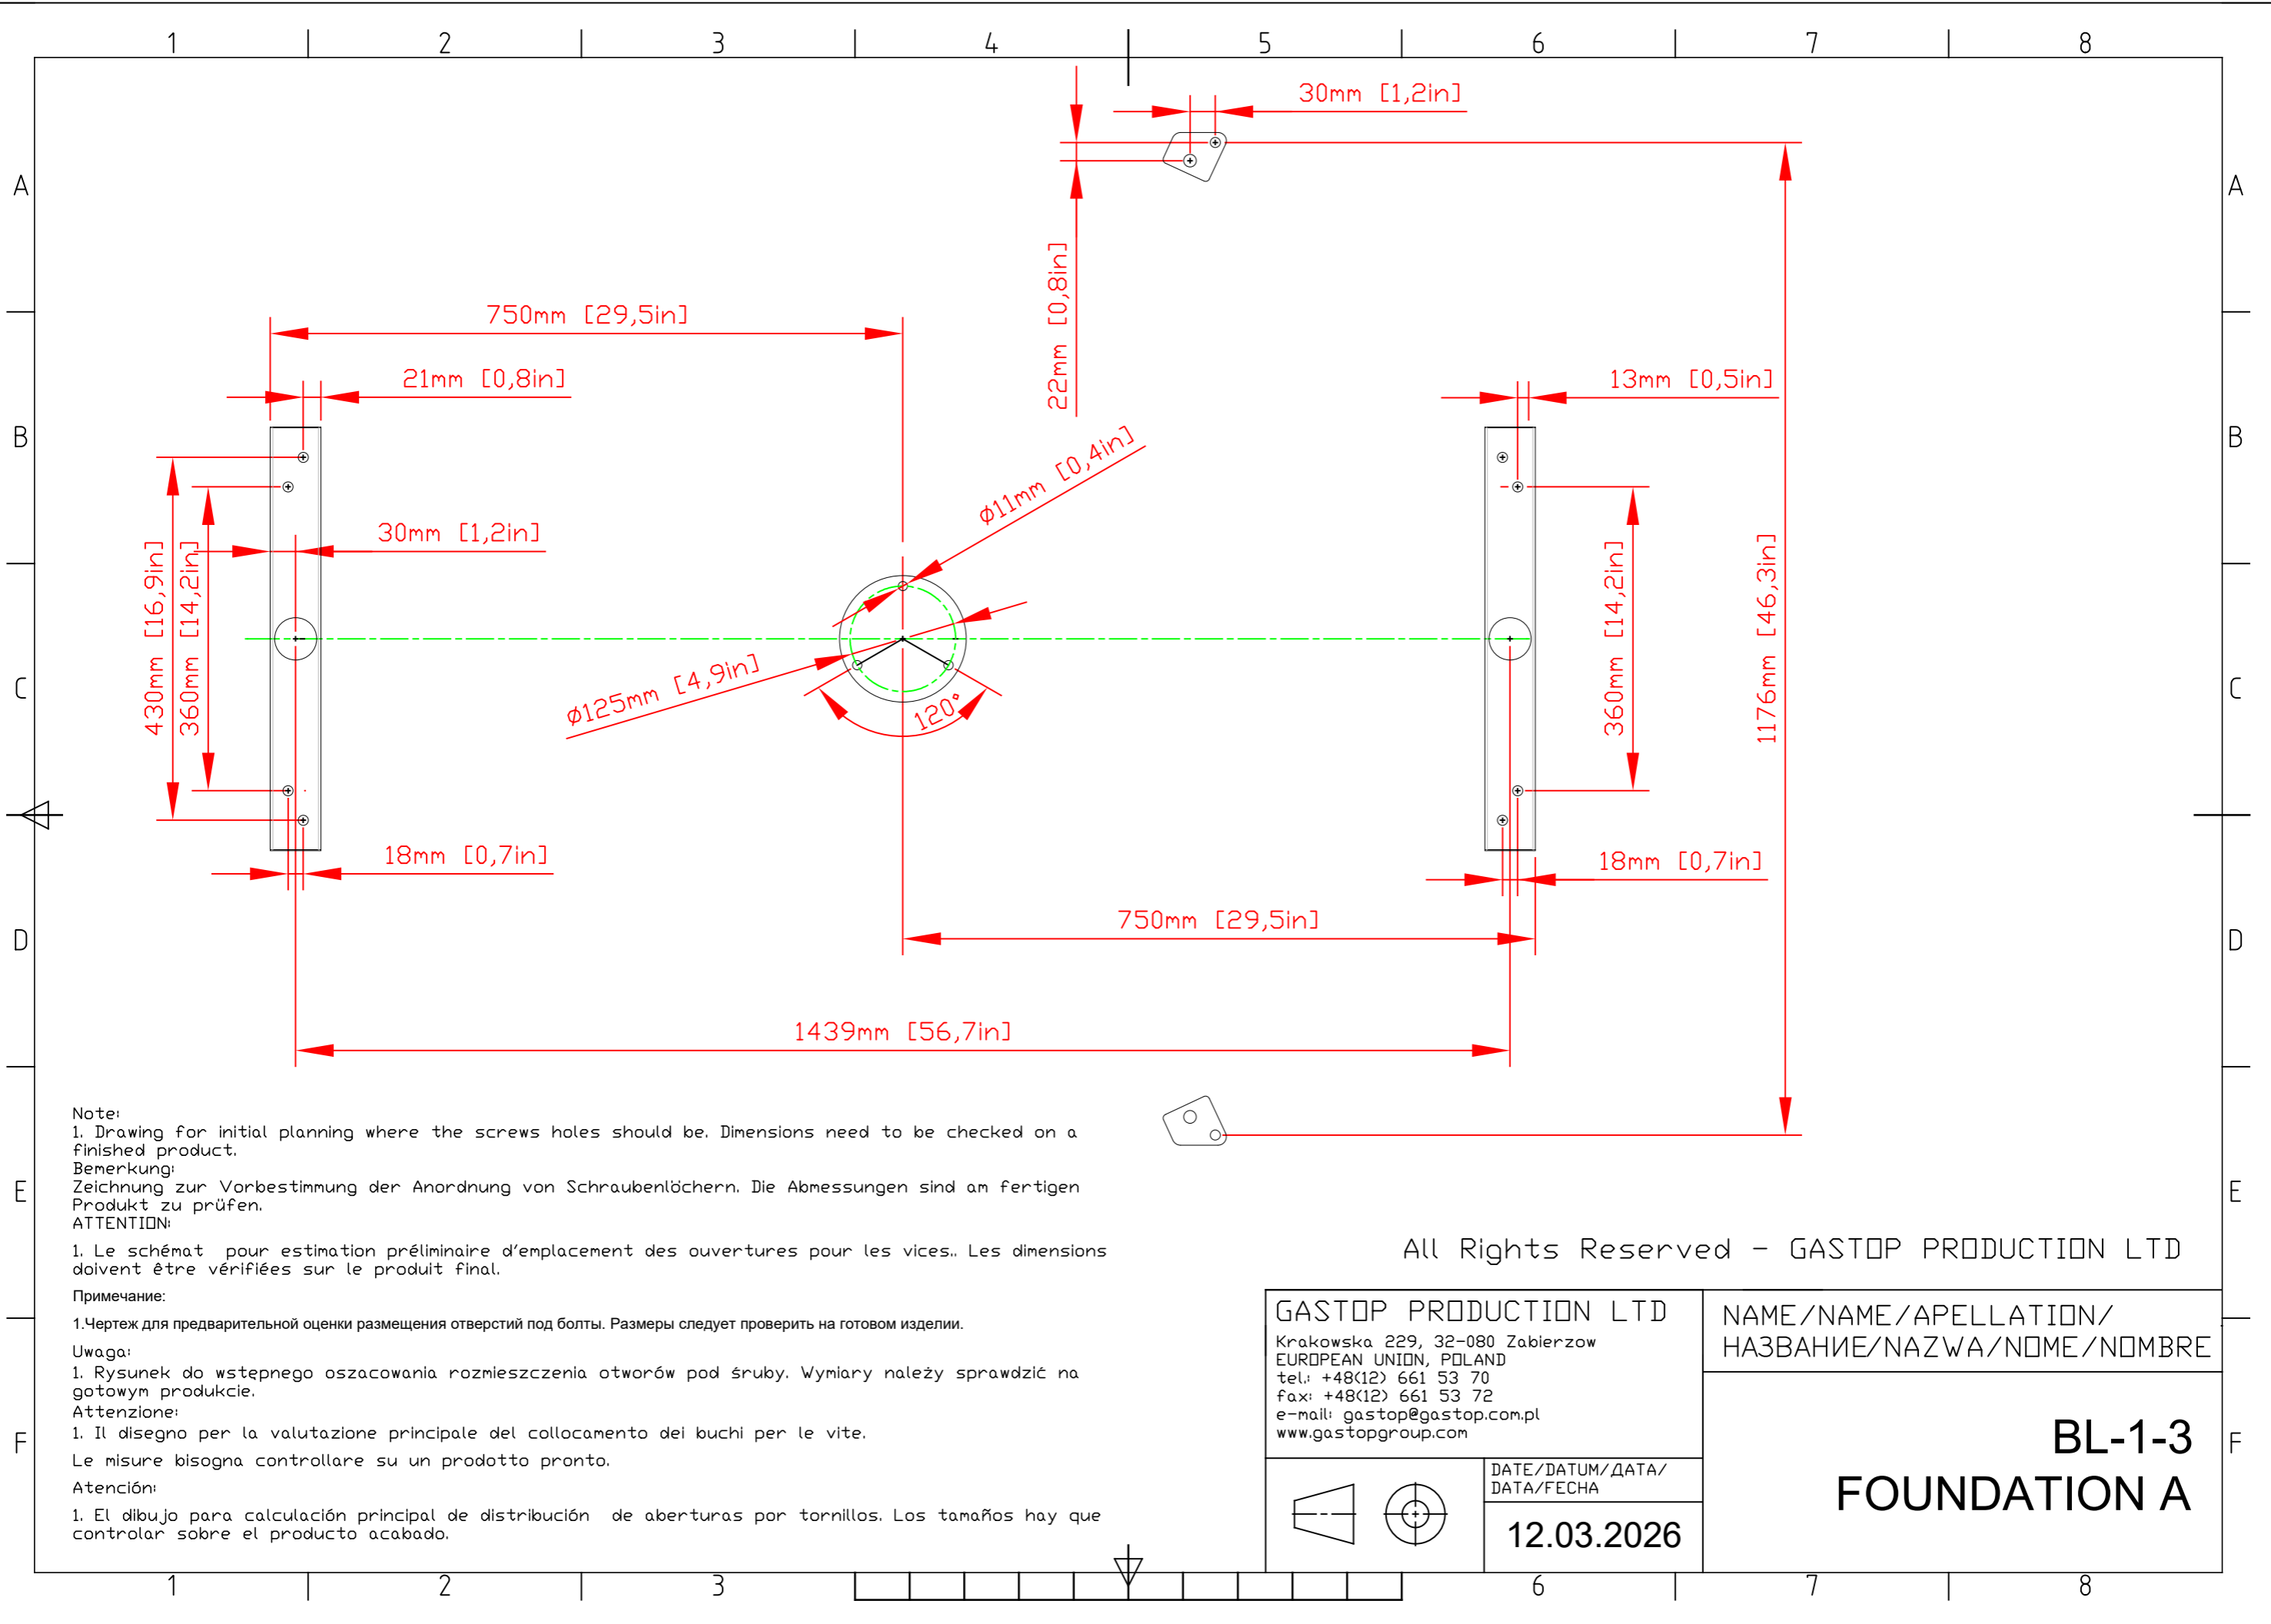 1 2 3 4 5 6 7 8
30mm [1,2in]
A A
22mm [0,8in]
750mm [29,5in]
21mm [0,8in]
13mm [0,5in]
B B
Ø11mm [0,4in]
30mm [1,2in]
430mm [16,9in]
360mm [14,2in]
360mm [14,2in]
1176mm [46,3in]
Ø125mm [4,9in]
120°
C C
18mm [0,7in]
18mm [0,7in]
750mm [29,5in]
D D
1439mm [56,7in]
Note:
1. Drawing for initial planning where the screws holes should be. Dimensions need to be checked on a
finished product.
Bemerkung:
Zeichnung zur Vorbestimmung der Anordnung von Schraubenlöchern. Die Abmessungen sind am fertigen
Produkt zu prüfen.
ATTENTION:
1. Le schémat pour estimation préliminaire d'emplacement des ouvertures pour les vices.. Les dimensions
doivent être vérifiées sur le produit final.
Примечание:
1.Чертеж для предварительной оценки размещения отверстий под болты. Размеры следует проверить на готовом изделии.
Uwaga:
1. Rysunek do wstępnego oszacowania rozmieszczenia otworów pod śruby. Wymiary należy sprawdzić na
gotowym produkcie.
Attenzione:
1. Il disegno per la valutazione principale del collocamento dei buchi per le vite.
Le misure bisogna controllare su un prodotto pronto.
Atención:
1. El dibujo para calculación principal de distribución de aberturas por tornillos. Los tamaños hay que
controlar sobre el producto acabado.
E E
All Rights Reserved - GASTOP PRODUCTION LTD
GASTOP PRODUCTION LTD
Krakowska 229, 32-080 Zabierzow
EUROPEAN UNION, POLAND
tel.: +48(12) 661 53 70
fax: +48(12) 661 53 72
e-mail: gastop@gastop.com.pl
www.gastopgroup.com
NAME/NAME/APELLATION/
НАЗВАНИЕ/NAZWA/NOME/NOMBRE
DATE/DATUM/ДАТА/
DATA/FECHA
12.03.2026
BL-1-3
FOUNDATION A
F F
1 2 3 6 7 8